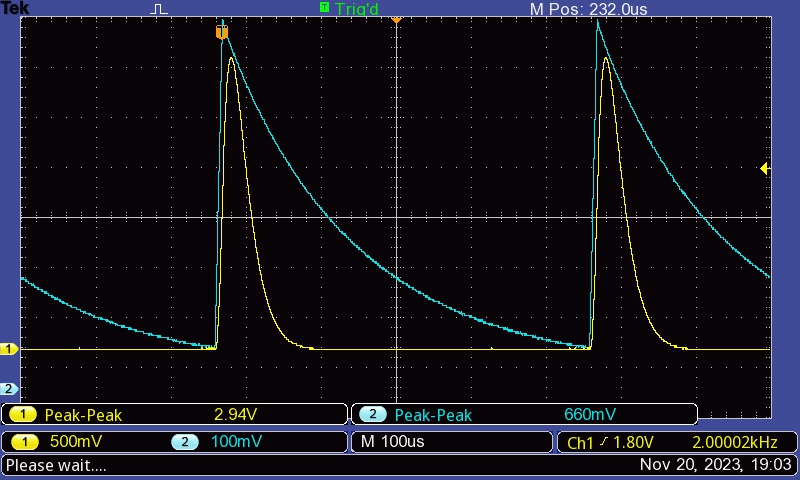 Tek T Trig'd M Pos: 232.0us
T
1
2
1 Peak-Peak 2.94V 2 Peak-Peak 660mV
1 500mV 2 100mV M 100us Ch1 1.80V 2.00002kHz
Please wait.... Nov 20, 2023, 19:03